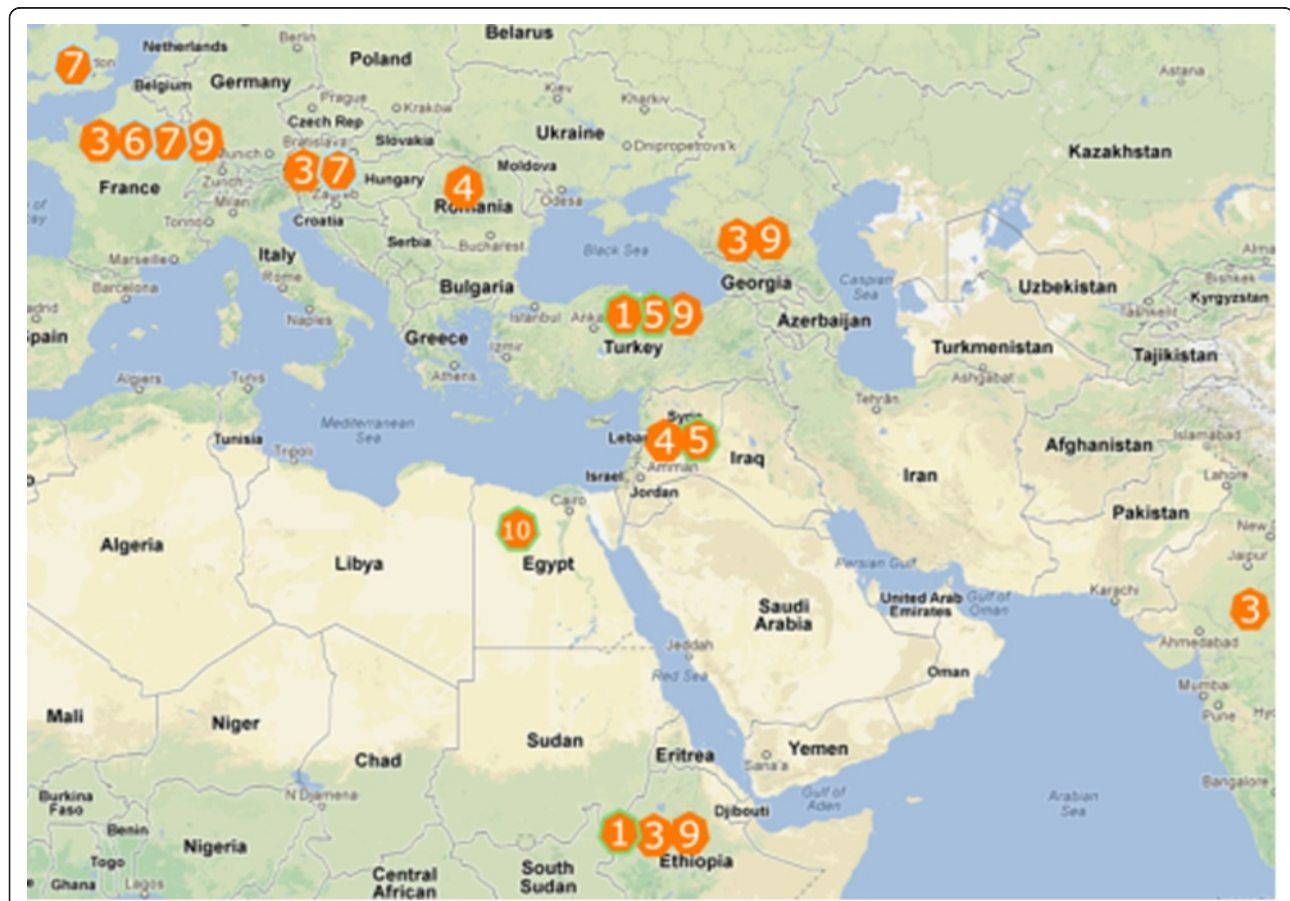 Belarus
Berlin
Netherlands
Poland
7 don
Belgium
Germany
Astana
Kiev
Kharkiv
Prague
Kraków
Czech Rep
Ukraine
3 6 7 9
Bratislava
Slovakia
Dnipropetrovs'k
Munich
Kazakhstan
3 7
Hungary
Moldova
Zurich
4
France
Zagreb
Romania
Odesa
Milan
Torino
Croatia
3 9
Serbia
Bucharest
Black Sea
Italy
Marseille
Rome
Georgia
Caspian
Sea
Bishkek
Barcelona
Bulgaria
Uzbekistan
Kyrgyzstan
Naples
Istanbul
1 5 9
Azerbaijan
Tashkent
Greece
Izmir
Turkey
Turkmenistan
Tajikistan
Athens
Ashgabat
Algiers
Tunis
Tehrān
Mediterranean
Sea
Syria
Tunisia
4 5
Afghanistan
Islamabad
Tripoli
Iraq
Amman
Iran
Lahore
Israel
Jordan
Cairo
Pakistan
10
Algeria
Libya
Egypt
Persian Gulf
Jaipur
Karachi
United Arab
Emirates
Gulf of
Oman
Saudi
Arabia
3
Ahmedabad
Jeddah
Red Sea
Oman
Mumbai
Pune
Mali
Niger
Sudan
Eritrea
Yemen
Sana'a
Chad
Bangalore
Burkina
Faso
N'Djamena
Gulf of
Aden
Arabian
Sea
Djibouti
Benin
1 3 9
Nigeria
Ethiopia
Togo
South
Sudan
Central
African
Ghana
Lagos